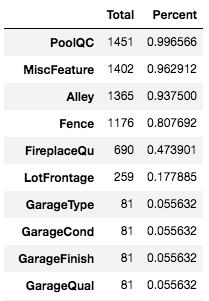 Total Percent
PoolQC 1451 0.996566
MiscFeature 1402 0.962912
Alley 1365 0.937500
Fence 1176 0.807692
FireplaceQu 690 0.473901
LotFrontage 259 0.177885
GarageType 81 0.055632
GarageCond 81 0.055632
GarageFinish 81 0.055632
GarageQual 81 0.055632